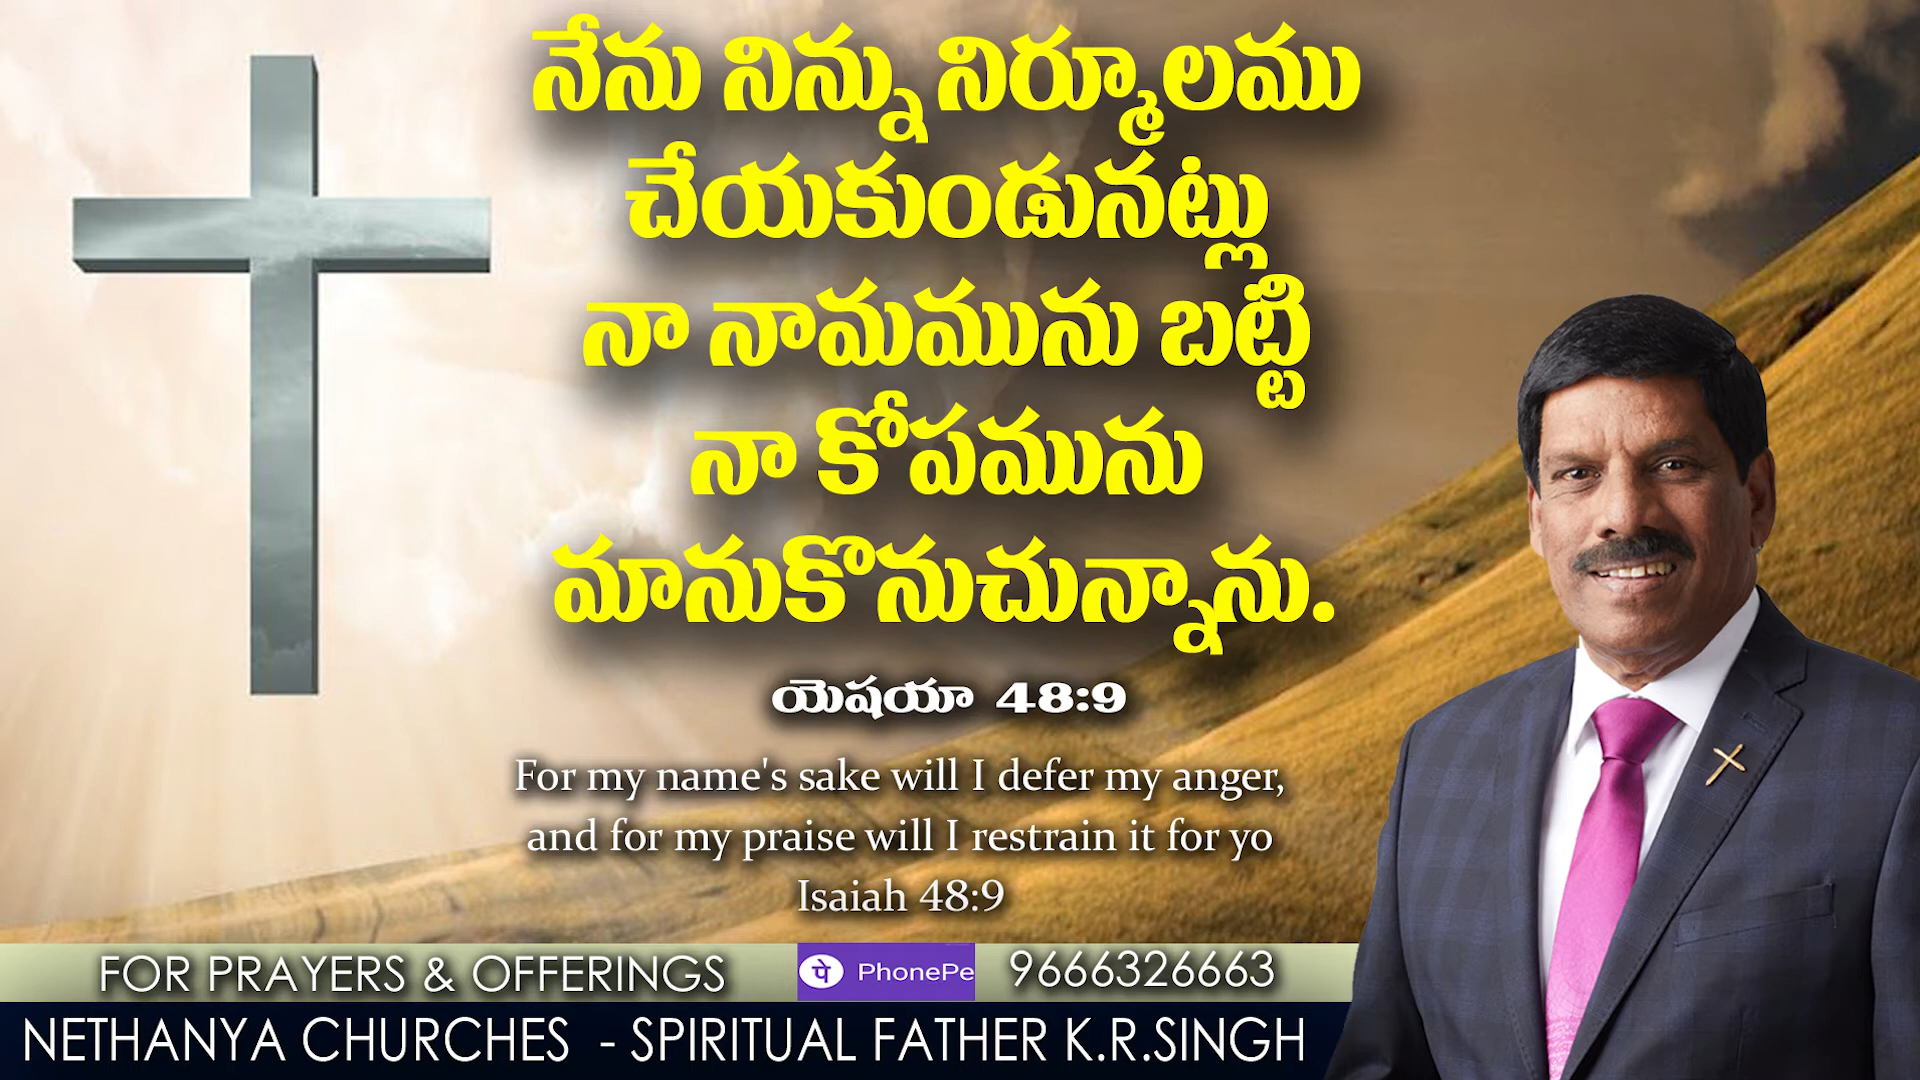 నేను నిన్ను నిర్మూలము
చేయకుండునట్లు
నా నామమును బట్టి
నా కోపమును
మానుకొనుచున్నాను.
యెషయా 48:9
For my name's sake will I defer my anger,
and for my praise will I restrain it for yo
Isaiah 48:9
FOR PRAYERS & OFFERINGS पे PhonePe 9666326663
NETHANYA CHURCHES - SPIRITUAL FATHER K.R.SINGH